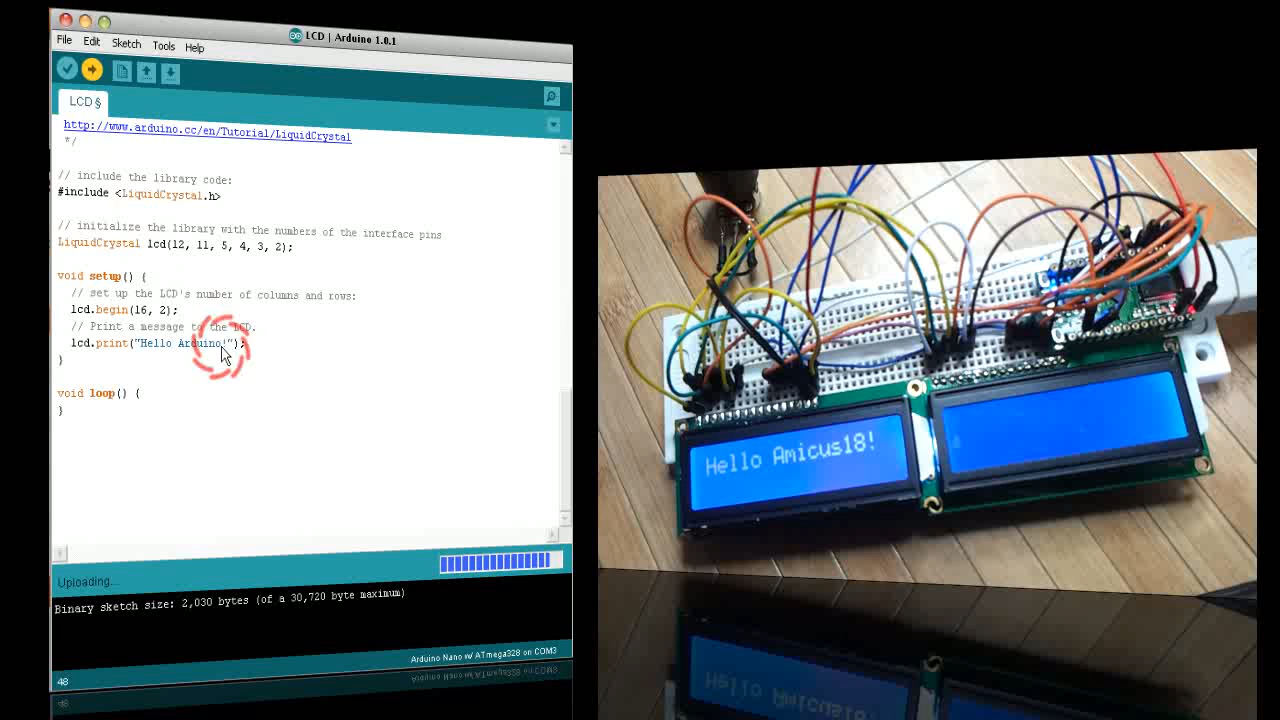 LCD | Arduino 1.0.1
File Edit Sketch Tools Help
LCD §
http://www.arduino.cc/en/Tutorial/LiquidCrystal
*/
// include the library code:
#include <LiquidCrystal.h>
// initialize the library with the numbers of the interface pins
LiquidCrystal lcd(12, 11, 5, 4, 3, 2);
void setup() {
// set up the LCD's number of columns and rows:
lcd.begin(16, 2);
// Print a message to the LCD.
lcd.print("Hello Arduino!");
}
void loop() {
}
Uploading...
Binary sketch size: 2,030 bytes (of a 30,720 byte maximum)
48
Arduino Nano w/ ATmega328 on COM3
Hello Amicus18!